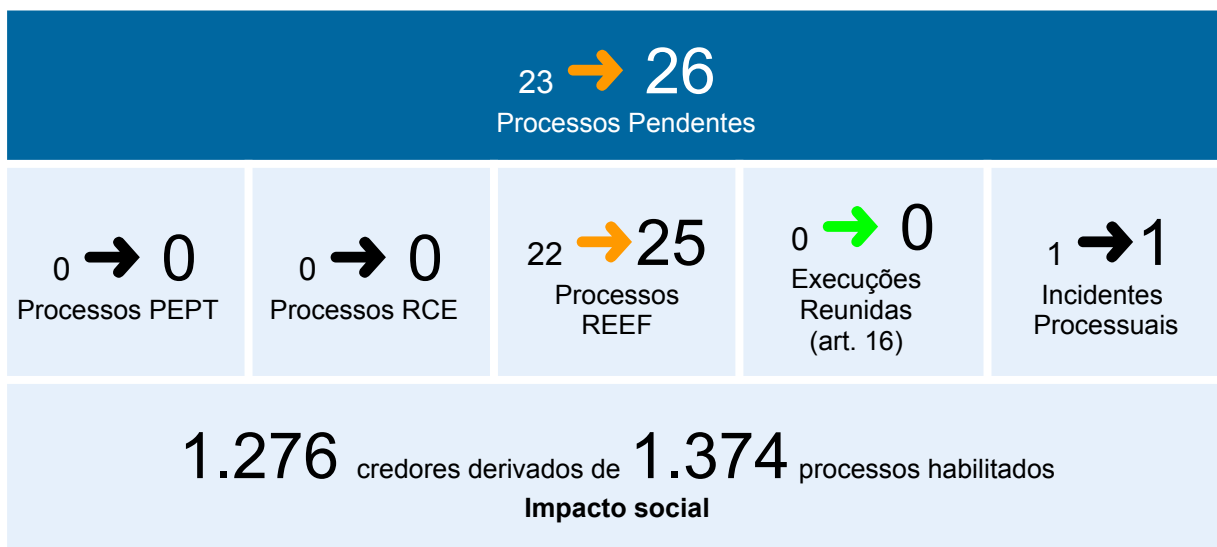 23 26
Processos Pendentes
0 0
Processos PEPT
0 0
Processos RCE
22 25
Processos
REEF
0 0
Execuções
Reunidas
(art. 16)
1 1
Incidentes
Processuais
1.276 credores derivados de 1.374 processos habilitados
Impacto social